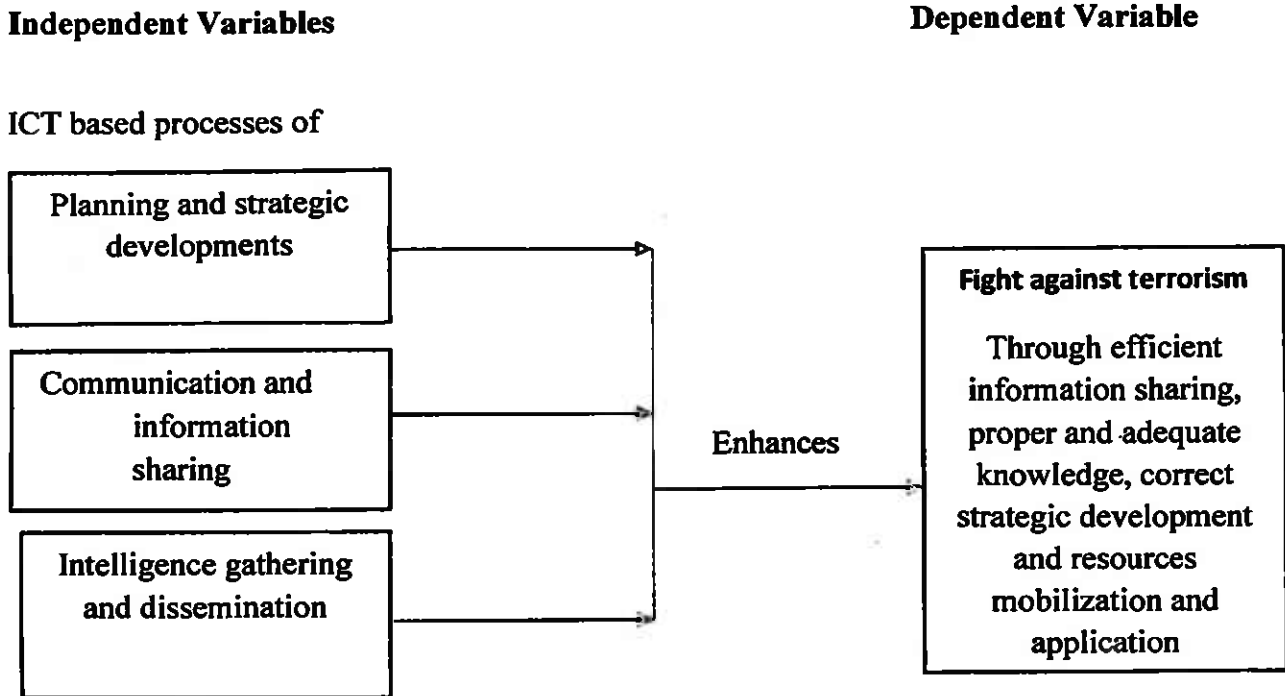 Independent Variables
Dependent Variable
ICT based processes of
Planning and strategic
developments
Communication and
information
sharing
Intelligence gathering
and dissemination
Enhances
Fight against terrorism
Through efficient
information sharing,
proper and adequate
knowledge, correct
strategic development
and resources
mobilization and
application